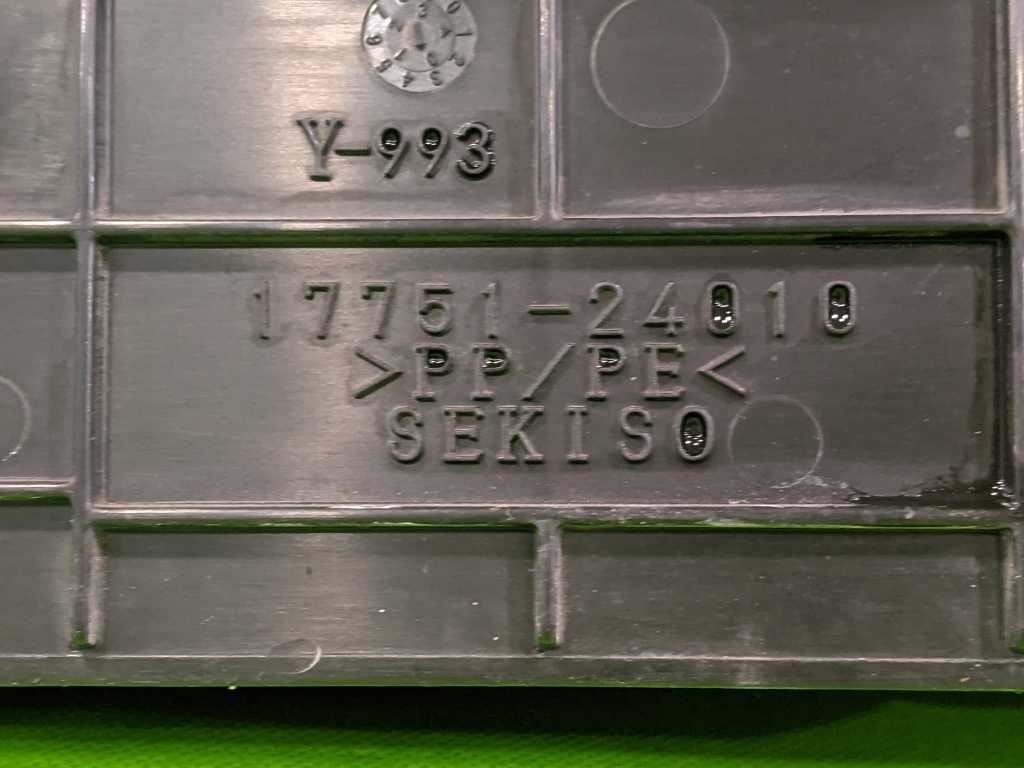 Y-993
17751-24010
>PP/PE<
SEKISO